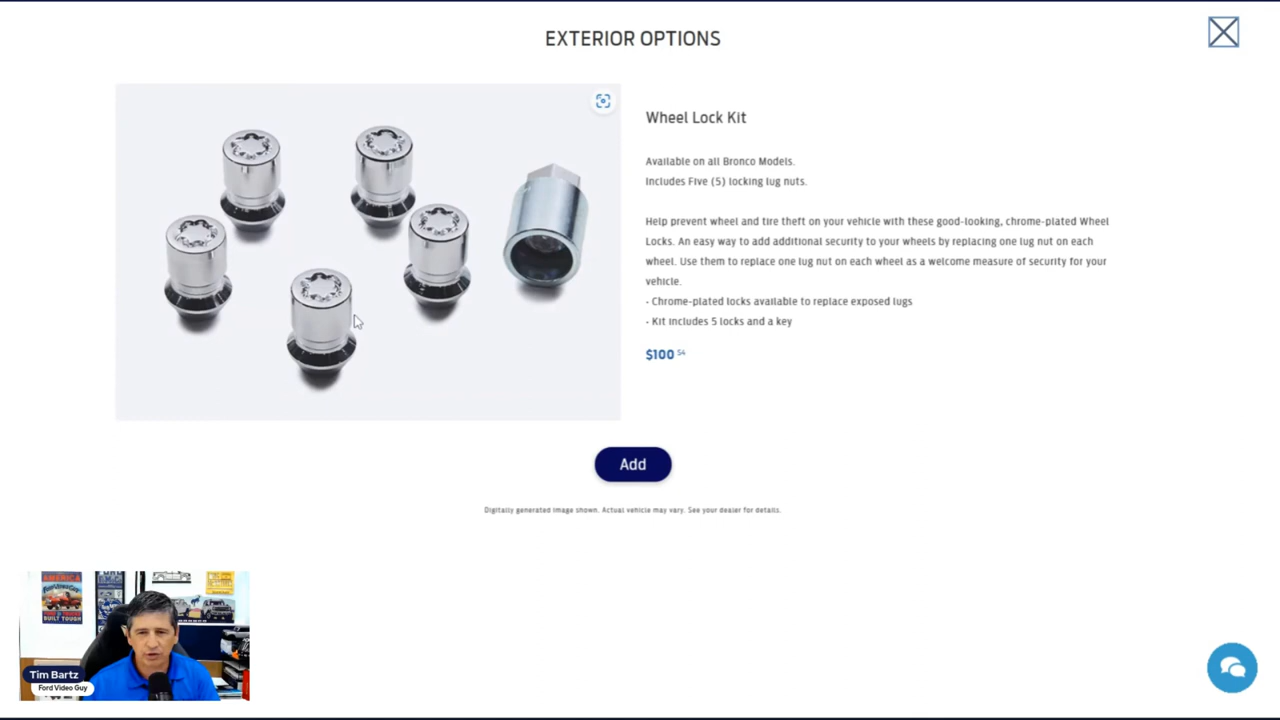 EXTERIOR OPTIONS
Wheel Lock Kit
Available on all Bronco Models.
Includes Five (5) locking lug nuts.
Help prevent wheel and tire theft on your vehicle with these good-looking, chrome-plated Wheel
Locks. An easy way to add additional security to your wheels by replacing one lug nut on each
wheel. Use them to replace one lug nut on each wheel as a welcome measure of security for your
vehicle.
- Chrome-plated locks available to replace exposed lugs
- Kit includes 5 locks and a key
$100 54
Add
Digitally generated image shown. Actual vehicle may vary. See your dealer for details.
AMERICA
BUILT TOUGH
Tim Bartz
Ford Video Guy